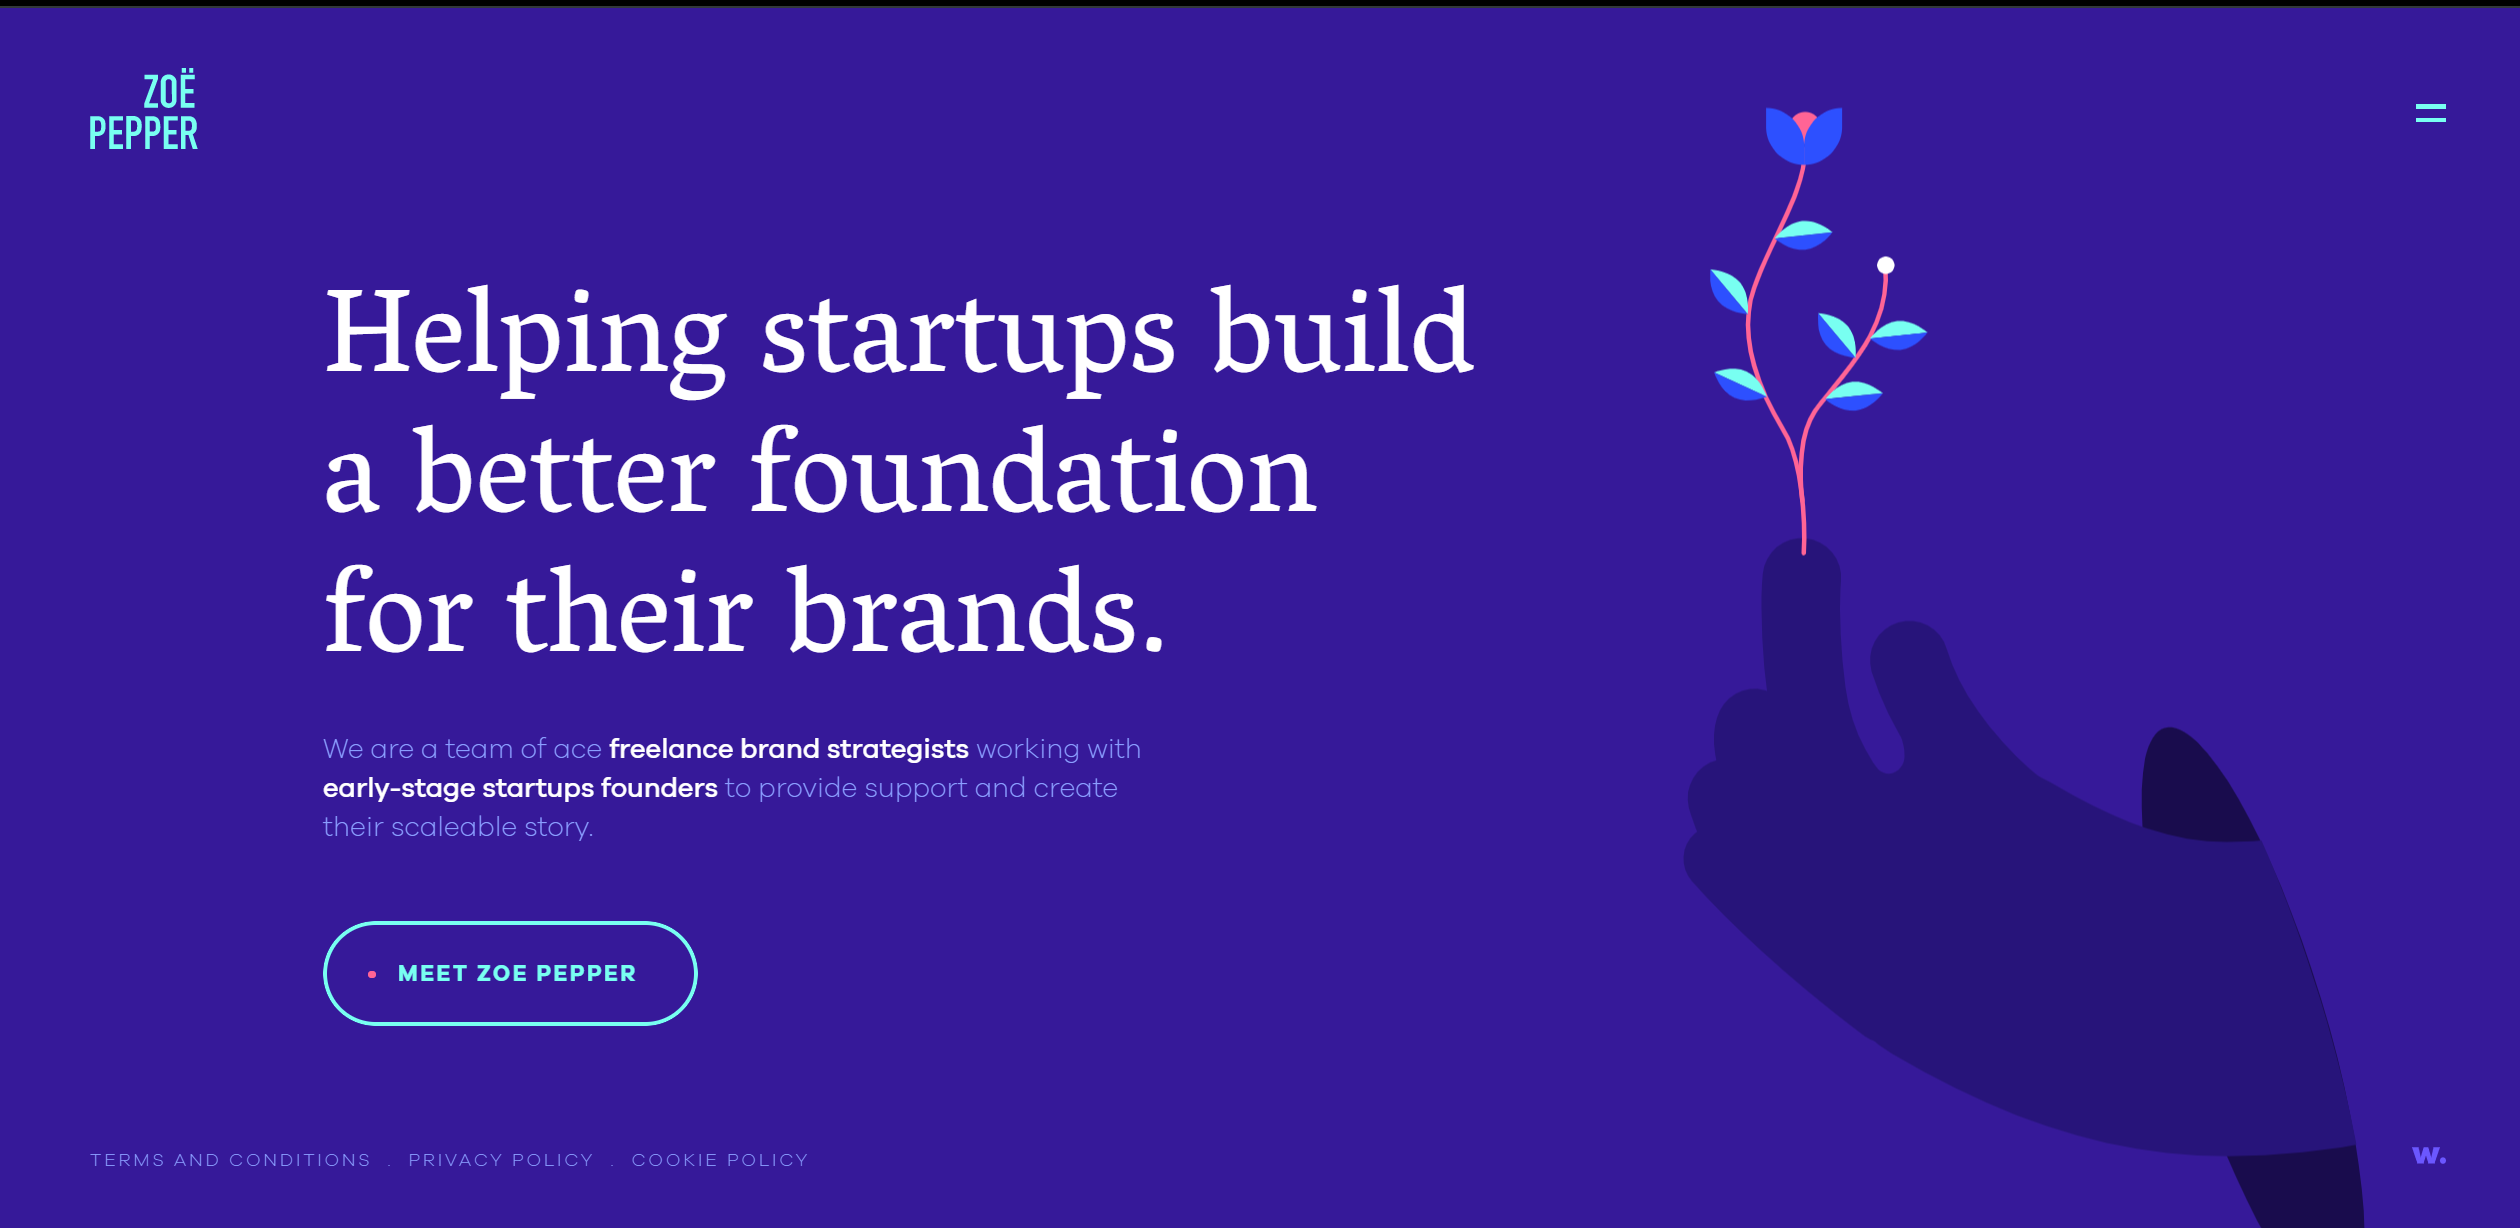 ZOË
PEPPER
Helping startups build
a better foundation
for their brands.
We are a team of ace freelance brand strategists working with
early-stage startups founders to provide support and create
their scaleable story.
MEET ZOE PEPPER
TERMS AND CONDITIONS . PRIVACY POLICY . COOKIE POLICY
w.